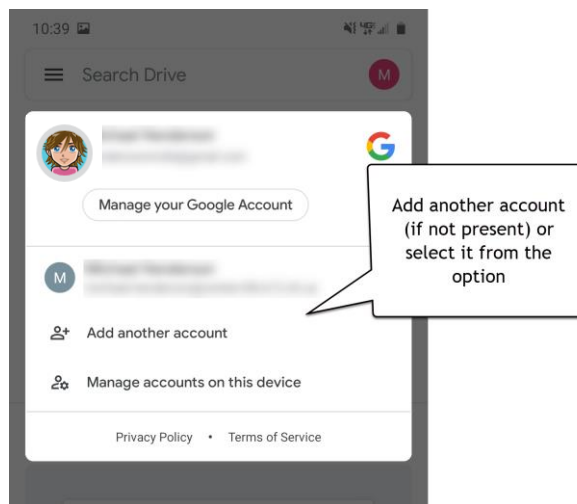 10:39
Search Drive
M
G
Manage your Google Account
M
Add another account
Manage accounts on this device
Privacy Policy • Terms of Service
Add another account
(if not present) or
select it from the
option